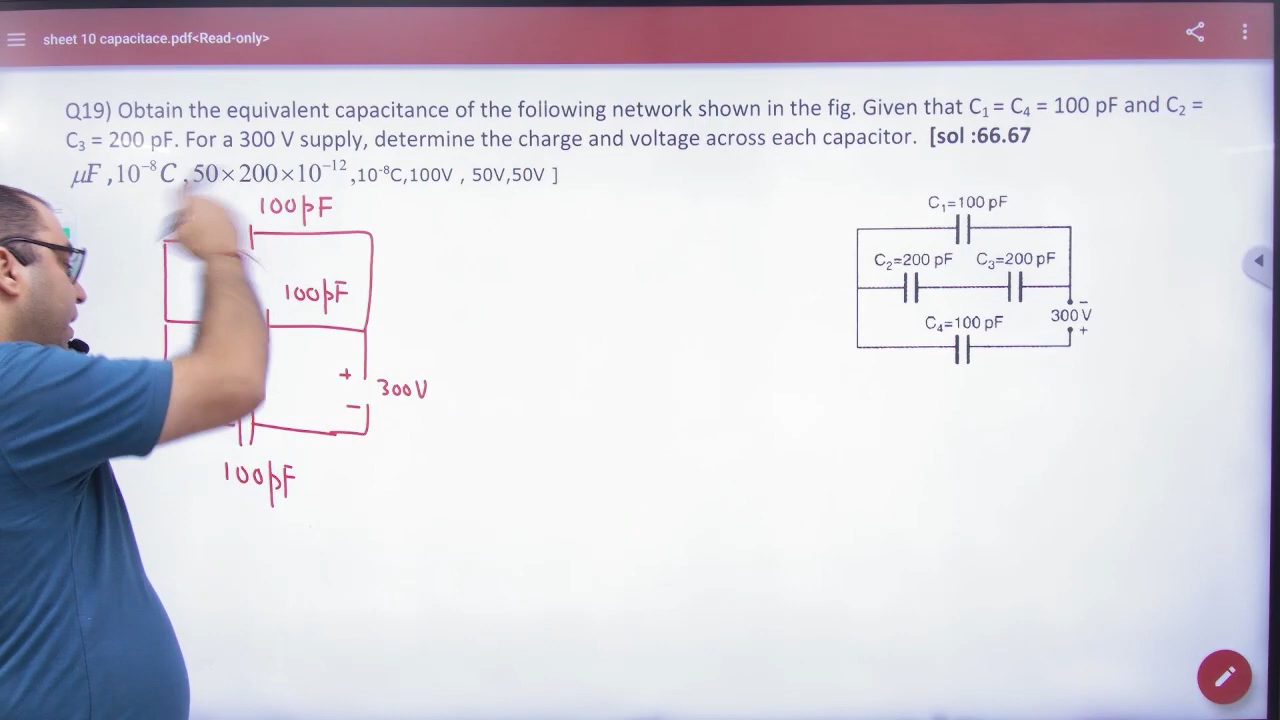 sheet 10 capacitace.pdf<Read-only>
Q19) Obtain the equivalent capacitance of the following network shown in the fig. Given that C₁ = C₄ = 100 pF and C₂ =
C₃ = 200 pF. For a 300 V supply, determine the charge and voltage across each capacitor. [sol :66.67
μF ,10⁻⁸C ,50×200×10⁻¹² ,10⁻⁸C,100V , 50V,50V ]
100pF
100pF
+
300V
−
100pF
C₁=100 pF
C₂=200 pF C₃=200 pF
−
300 V
+
C₄=100 pF